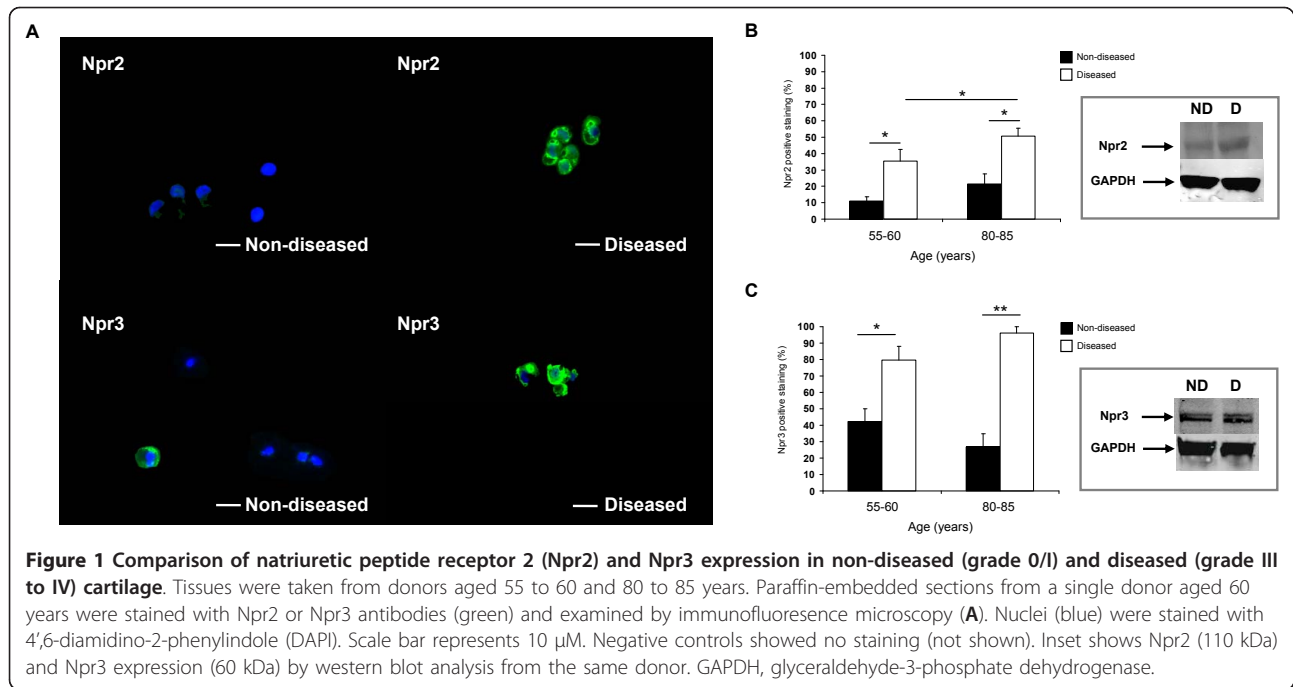 A
Npr2
Npr2
Non-diseased
Diseased
Npr3
Npr3
Non-diseased
Diseased
B
Npr2 positive staining (%)
100
90
80
70
60
50
40
30
20
10
0
*
*
*
55-60
80-85
Age (years)
Non-diseased
Diseased
ND D
Npr2
GAPDH
C
Npr3 positive staining (%)
100
90
80
70
60
50
40
30
20
10
0
*
**
55-60
80-85
Age (years)
Non-diseased
Diseased
ND D
Npr3
GAPDH
Figure 1 Comparison of natriuretic peptide receptor 2 (Npr2) and Npr3 expression in non-diseased (grade 0/I) and diseased (grade III
to IV) cartilage. Tissues were taken from donors aged 55 to 60 and 80 to 85 years. Paraffin-embedded sections from a single donor aged 60
years were stained with Npr2 or Npr3 antibodies (green) and examined by immunofluoresence microscopy (A). Nuclei (blue) were stained with
4′,6-diamidino-2-phenylindole (DAPI). Scale bar represents 10 μM. Negative controls showed no staining (not shown). Inset shows Npr2 (110 kDa)
and Npr3 expression (60 kDa) by western blot analysis from the same donor. GAPDH, glyceraldehyde-3-phosphate dehydrogenase.